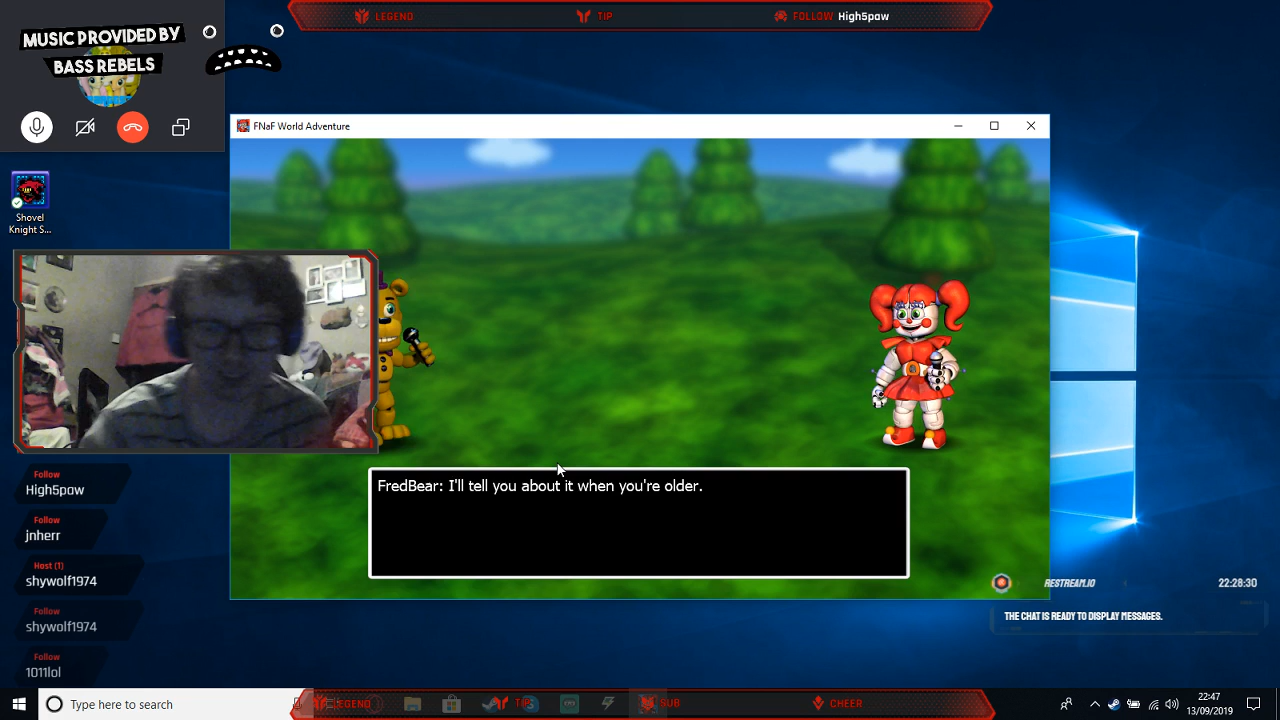 LEGEND
TIP
FOLLOW High5paw
MUSIC PROVIDED BY
BASS REBELS
FNaF World Adventure
Shovel
Knight S...
FredBear: I'll tell you about it when you're older.
Follow
High5paw
Follow
jnherr
Host (1)
shywolf1974
Follow
shywolf1974
Follow
1011lol
RESTREAM.IO
22:28:30
THE CHAT IS READY TO DISPLAY MESSAGES.
Type here to search
LEGEND
TIP
SUB
CHEER
22:47
13/09/2019